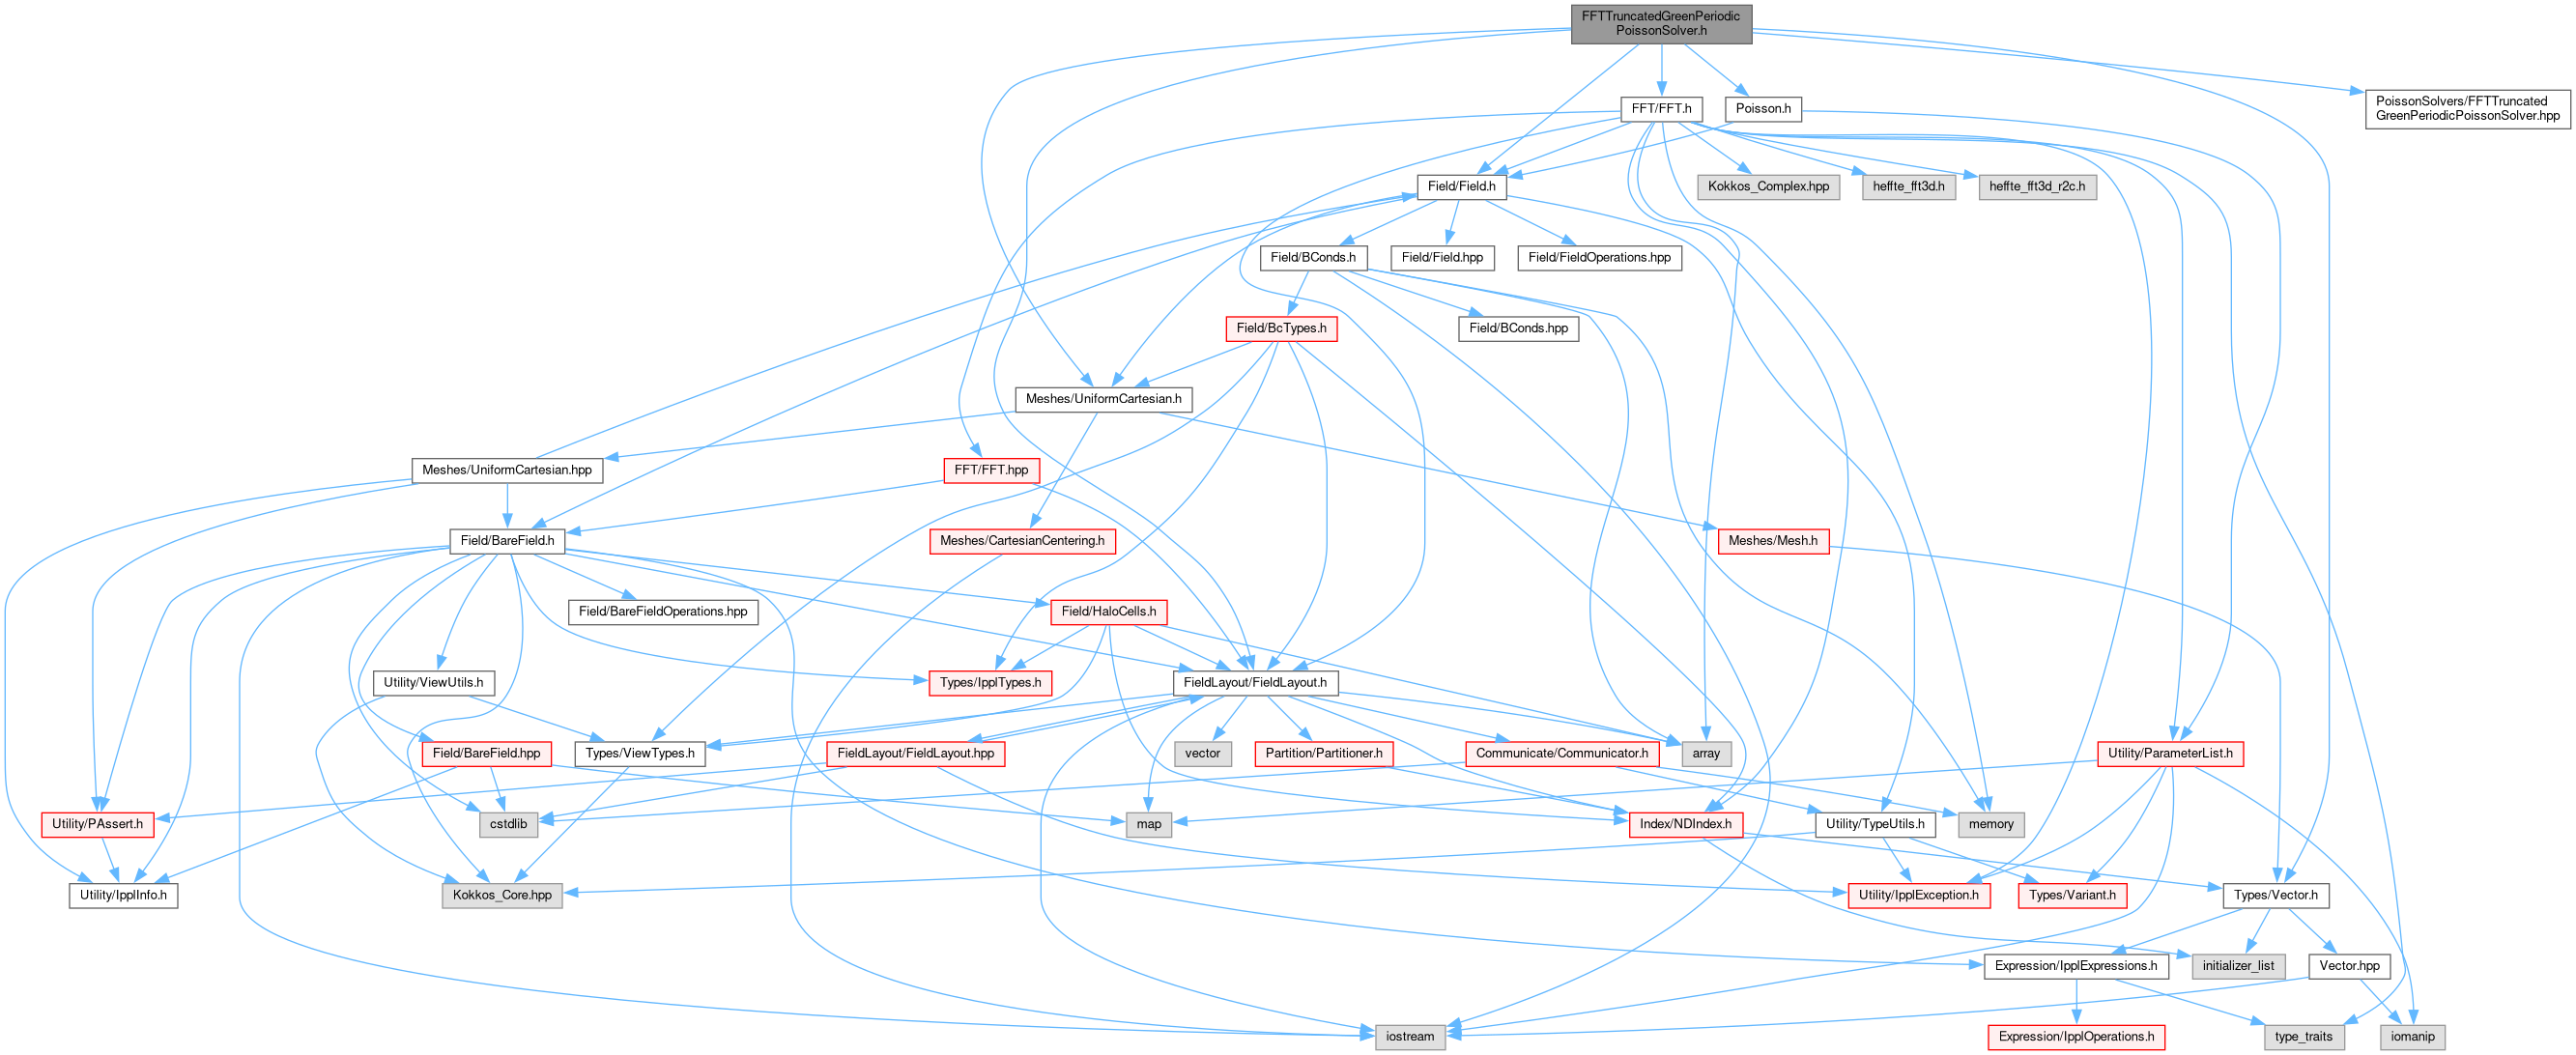 FFTTruncatedGreenPeriodic
PoissonSolver.h
FFT/FFT.h
Poisson.h
PoissonSolvers/FFTTruncated
GreenPeriodicPoissonSolver.hpp
Field/Field.h
Kokkos_Complex.hpp
heffte_fft3d.h
heffte_fft3d_r2c.h
Field/BConds.h
Field/Field.hpp
Field/FieldOperations.hpp
Field/BcTypes.h
Field/BConds.hpp
Meshes/UniformCartesian.h
Meshes/UniformCartesian.hpp
FFT/FFT.hpp
Field/BareField.h
Meshes/CartesianCentering.h
Meshes/Mesh.h
Field/BareFieldOperations.hpp
Field/HaloCells.h
Utility/ViewUtils.h
Types/IpplTypes.h
FieldLayout/FieldLayout.h
Field/BareField.hpp
Types/ViewTypes.h
FieldLayout/FieldLayout.hpp
vector
Partition/Partitioner.h
Communicate/Communicator.h
array
Utility/ParameterList.h
Utility/PAssert.h
cstdlib
map
Index/NDIndex.h
Utility/TypeUtils.h
memory
Utility/IpplInfo.h
Kokkos_Core.hpp
Utility/IpplException.h
Types/Variant.h
Types/Vector.h
Expression/IpplExpressions.h
initializer_list
Vector.hpp
iostream
Expression/IpplOperations.h
type_traits
iomanip